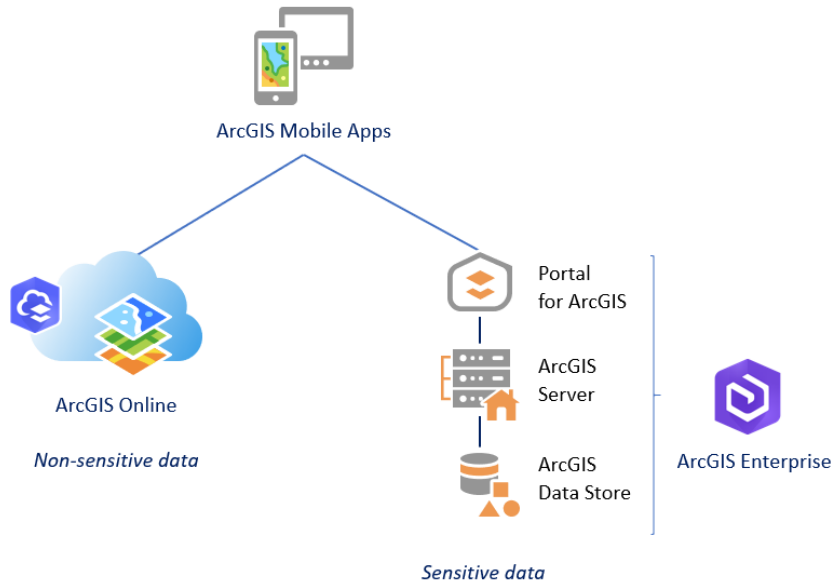 ArcGIS Mobile Apps
Portal
for ArcGIS
ArcGIS
Server
ArcGIS Online
Non-sensitive data
ArcGIS Enterprise
ArcGIS
Data Store
Sensitive data